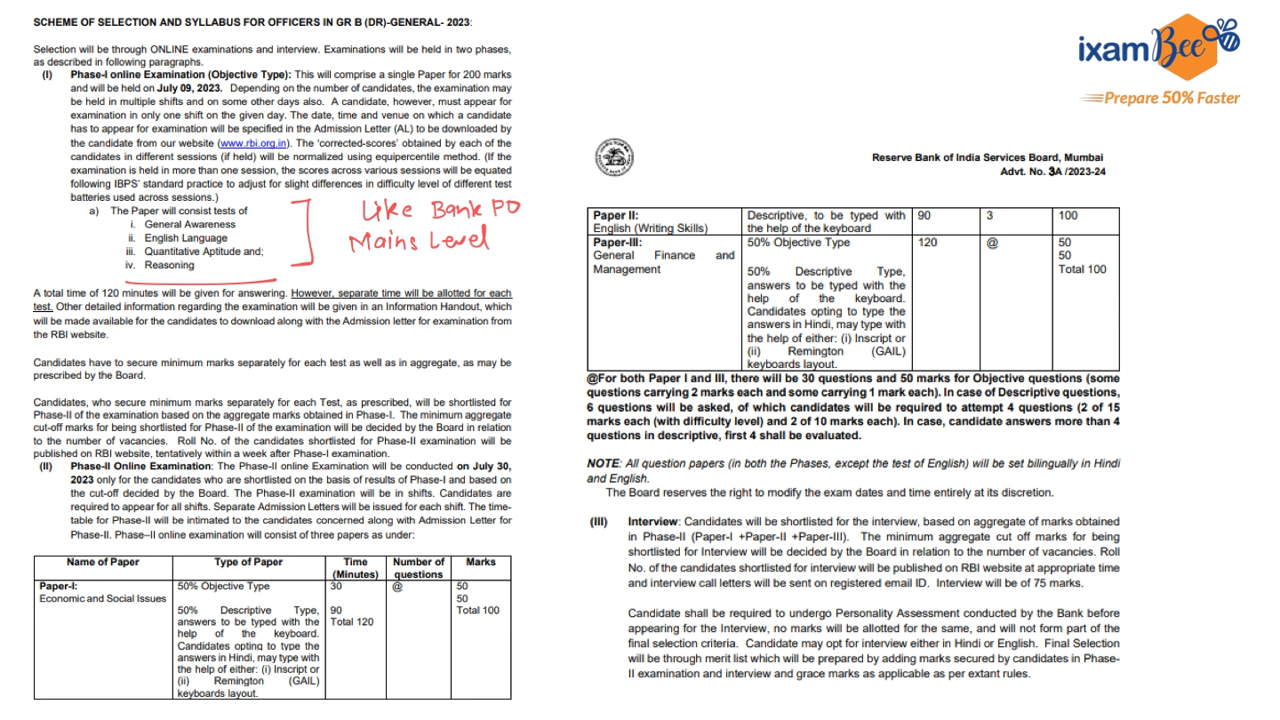 SCHEME OF SELECTION AND SYLLABUS FOR OFFICERS IN GR B (DR)-GENERAL- 2023:
Selection will be through ONLINE examinations and interview. Examinations will be held in two phases,
as described in following paragraphs.
(I) Phase-I online Examination (Objective Type): This will comprise a single Paper for 200 marks
and will be held on July 09, 2023. Depending on the number of candidates, the examination may
be held in multiple shifts and on some other days also. A candidate, however, must appear for
examination in only one shift on the given day. The date, time and venue on which a candidate
has to appear for examination will be specified in the Admission Letter (AL) to be downloaded by
the candidate from our website (www.rbi.org.in). The 'corrected-scores' obtained by each of the
candidates in different sessions (if held) will be normalized using equipercentile method. (If the
examination is held in more than one session, the scores across various sessions will be equated
following IBPS' standard practice to adjust for slight differences in difficulty level of different test
batteries used across sessions.)
a) The Paper will consist tests of
i. General Awareness
ii. English Language
iii. Quantitative Aptitude and;
iv. Reasoning
Like Bank PO
Mains Level
A total time of 120 minutes will be given for answering. However, separate time will be allotted for each
test. Other detailed information regarding the examination will be given in an Information Handout, which
will be made available for the candidates to download along with the Admission letter for examination from
the RBI website.
Candidates have to secure minimum marks separately for each test as well as in aggregate, as may be
prescribed by the Board.
Candidates, who secure minimum marks separately for each Test, as prescribed, will be shortlisted for
Phase-II of the examination based on the aggregate marks obtained in Phase-I. The minimum aggregate
cut-off marks for being shortlisted for Phase-II of the examination will be decided by the Board in relation
to the number of vacancies. Roll No. of the candidates shortlisted for Phase-II examination will be
published on RBI website, tentatively within a week after Phase-I examination.
(II) Phase-II Online Examination: The Phase-II online Examination will be conducted on July 30,
2023 only for the candidates who are shortlisted on the basis of results of Phase-I and based on
the cut-off decided by the Board. The Phase-II examination will be in shifts. Candidates are
required to appear for all shifts. Separate Admission Letters will be issued for each shift. The time-
table for Phase-II will be intimated to the candidates concerned along with Admission Letter for
Phase-II. Phase–II online examination will consist of three papers as under:
Name of Paper Type of Paper Time Number of Marks
(Minutes) questions
Paper-I: 50% Objective Type 30 @ 50
Economic and Social Issues 50
50% Descriptive Type, 90 Total 100
answers to be typed with Total 120
the help of the keyboard.
Candidates opting to type the
answers in Hindi, may type with
the help of either: (i) Inscript or
(ii) Remington (GAIL)
keyboards layout.
ixamBee
Prepare 50% Faster
Reserve Bank of India Services Board, Mumbai
Advt. No. 3A /2023-24
Paper II: Descriptive, to be typed with 90 3 100
English (Writing Skills) the help of the keyboard
Paper-III: 50% Objective Type 120 @ 50
General Finance and 50
Management 50% Descriptive Type, Total 100
answers to be typed with the
help of the keyboard.
Candidates opting to type the
answers in Hindi, may type with
the help of either: (i) Inscript or
(ii) Remington (GAIL)
keyboards layout.
@For both Paper I and III, there will be 30 questions and 50 marks for Objective questions (some
questions carrying 2 marks each and some carrying 1 mark each). In case of Descriptive questions,
6 questions will be asked, of which candidates will be required to attempt 4 questions (2 of 15
marks each (with difficulty level) and 2 of 10 marks each). In case, candidate answers more than 4
questions in descriptive, first 4 shall be evaluated.
NOTE: All question papers (in both the Phases, except the test of English) will be set bilingually in Hindi
and English.
The Board reserves the right to modify the exam dates and time entirely at its discretion.
(III) Interview: Candidates will be shortlisted for the interview, based on aggregate of marks obtained
in Phase-II (Paper-I +Paper-II +Paper-III). The minimum aggregate cut off marks for being
shortlisted for Interview will be decided by the Board in relation to the number of vacancies. Roll
No. of the candidates shortlisted for interview will be published on RBI website at appropriate time
and interview call letters will be sent on registered email ID. Interview will be of 75 marks.
Candidate shall be required to undergo Personality Assessment conducted by the Bank before
appearing for the Interview, no marks will be allotted for the same, and will not form part of the
final selection criteria. Candidate may opt for interview either in Hindi or English. Final Selection
will be through merit list which will be prepared by adding marks secured by candidates in Phase-
II examination and interview and grace marks as applicable as per extant rules.